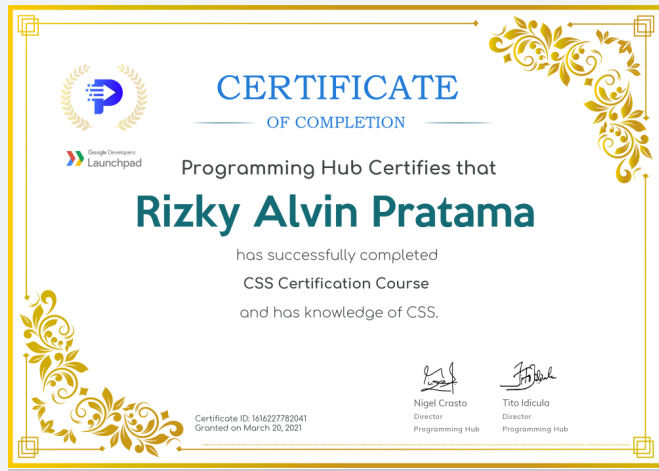 CERTIFICATE
OF COMPLETION
Google Developers
Launchpad
Programming Hub Certifies that
Rizky Alvin Pratama
has successfully completed
CSS Certification Course
and has knowledge of CSS.
Nigel Crasto
Director
Programming Hub
Tito Idicula
Director
Programming Hub
Certificate ID: 1616227782041
Granted on March 20, 2021